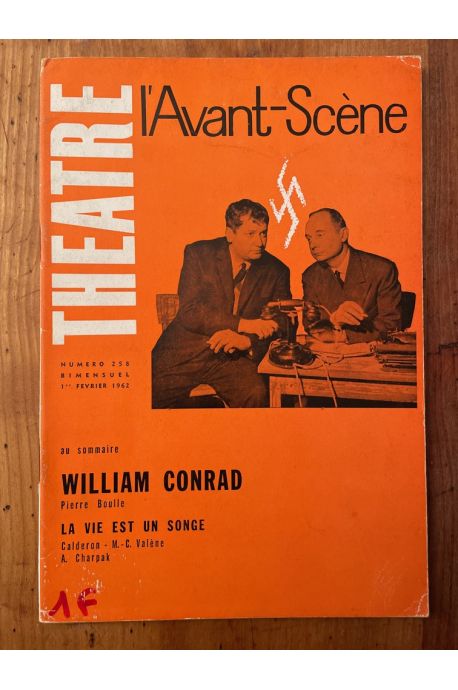 THEATRE
l'Avant-Scène
NUMERO 258
BIMENSUEL
1er FEVRIER 1962
au sommaire
WILLIAM CONRAD
Pierre Boulle
LA VIE EST UN SONGE
Calderon - M.-C. Valène
A. Charpak
1F